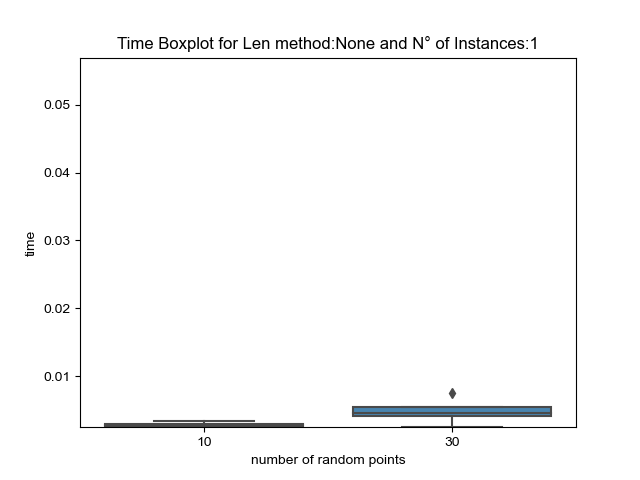 Time Boxplot for Len method:None and N° of Instances:1
0.05
0.04
0.03
0.02
0.01
time
10 30
number of random points